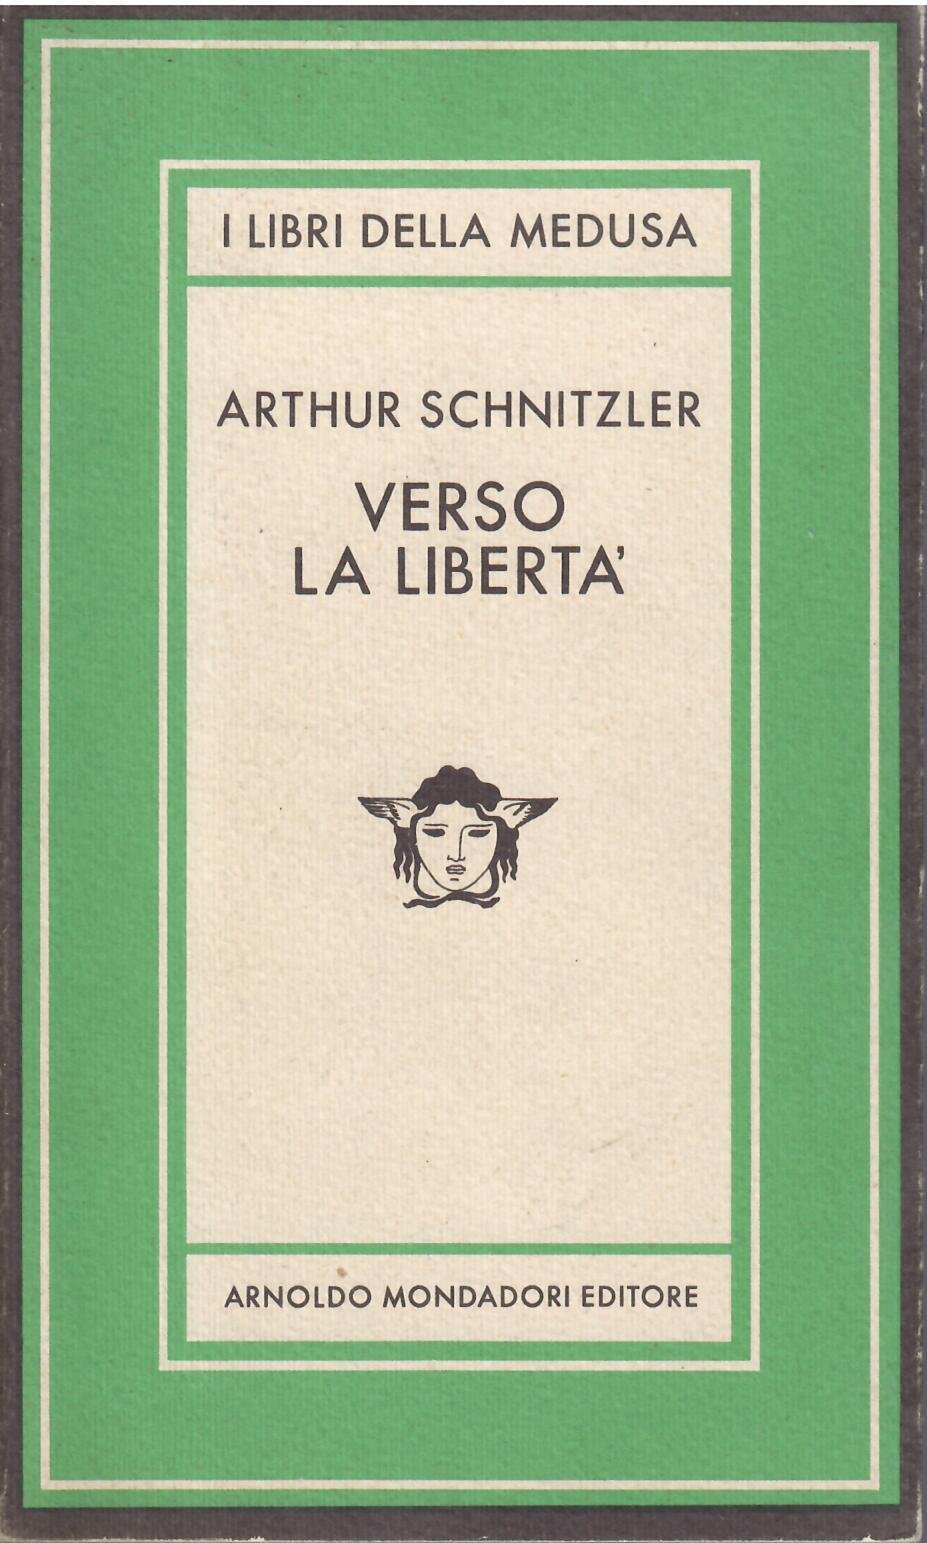 I LIBRI DELLA MEDUSA
ARTHUR SCHNITZLER
VERSO
LA LIBERTA'
ARNOLDO MONDADORI EDITORE